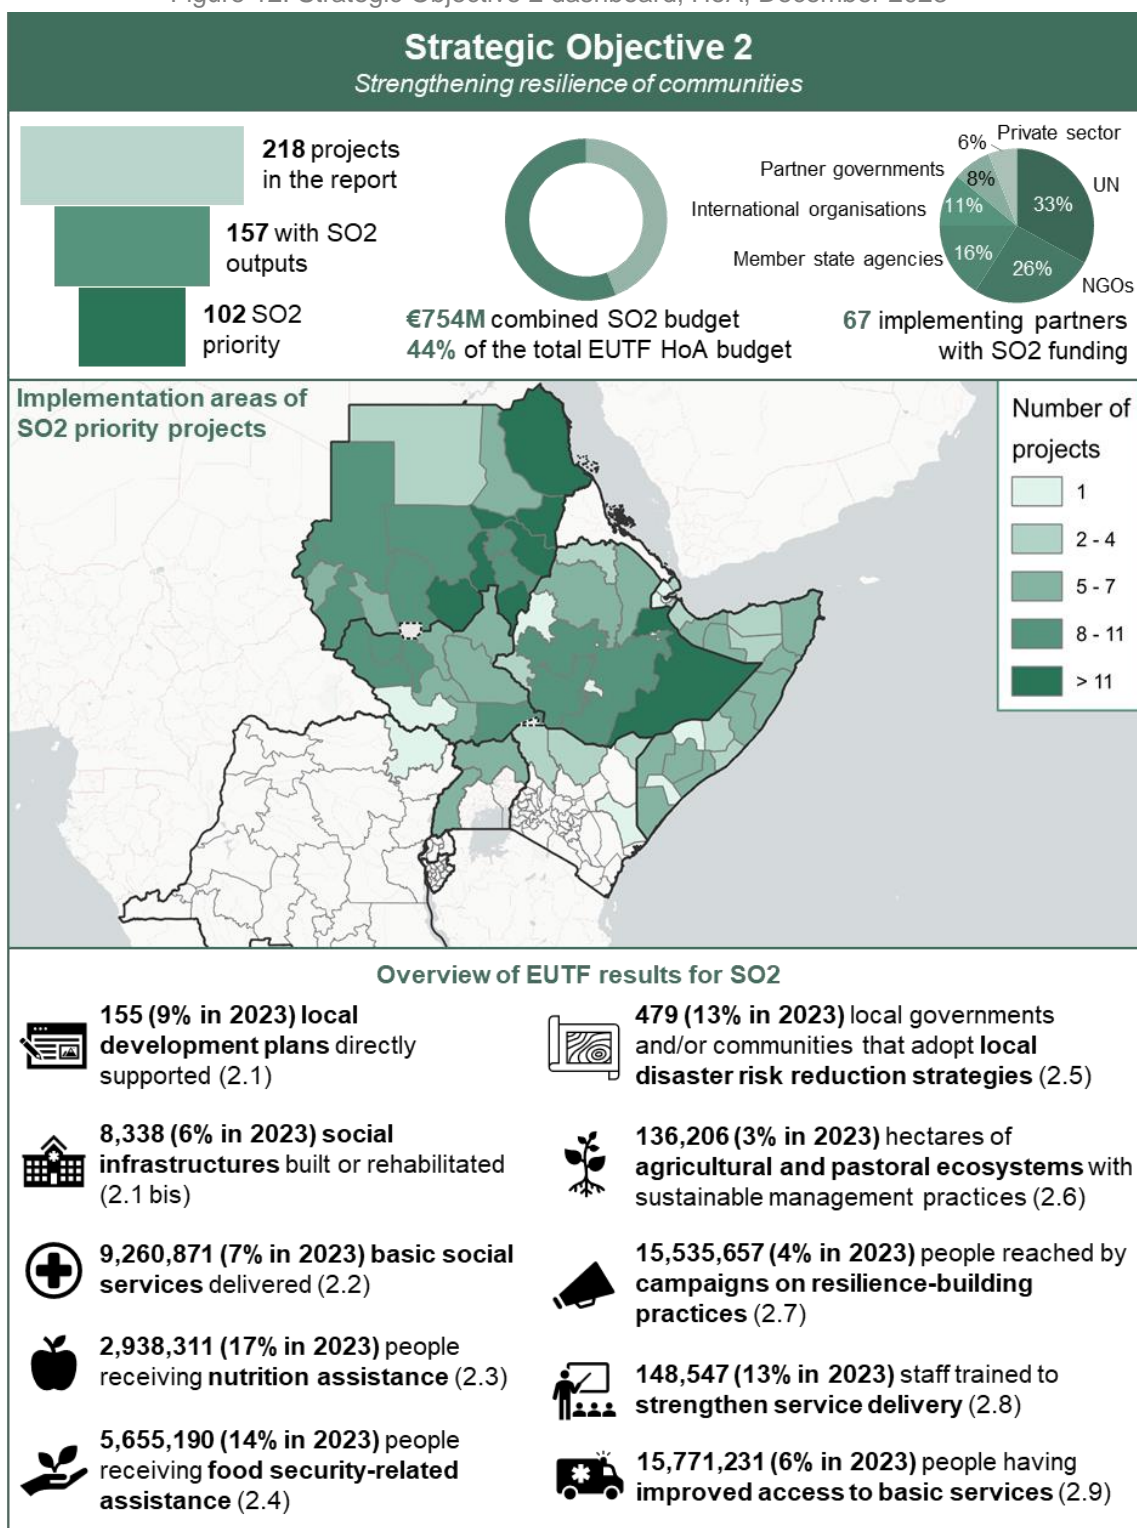 Figure 12: Strategic Objective 2 dashboard, HoA, December 2023
Strategic Objective 2
Strengthening resilience of communities
218 projects
in the report
157 with SO2
outputs
102 SO2
priority
€754M combined SO2 budget
44% of the total EUTF HoA budget
6%
Private sector
Partner governments
8%
UN
International organisations
11%
33%
Member state agencies
16%
26%
NGOs
67 implementing partners
with SO2 funding
Implementation areas of
SO2 priority projects
Number of
projects
1
2 - 4
5 - 7
8 - 11
> 11
Overview of EUTF results for SO2
155 (9% in 2023) local
development plans directly
supported (2.1)
8,338 (6% in 2023) social
infrastructures built or rehabilitated
(2.1 bis)
9,260,871 (7% in 2023) basic social
services delivered (2.2)
2,938,311 (17% in 2023) people
receiving nutrition assistance (2.3)
5,655,190 (14% in 2023) people
receiving food security-related
assistance (2.4)
479 (13% in 2023) local governments
and/or communities that adopt local
disaster risk reduction strategies (2.5)
136,206 (3% in 2023) hectares of
agricultural and pastoral ecosystems with
sustainable management practices (2.6)
15,535,657 (4% in 2023) people reached by
campaigns on resilience-building
practices (2.7)
148,547 (13% in 2023) staff trained to
strengthen service delivery (2.8)
15,771,231 (6% in 2023) people having
improved access to basic services (2.9)